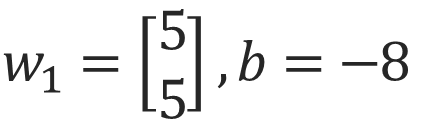 w₁ = [5 5], b = −8